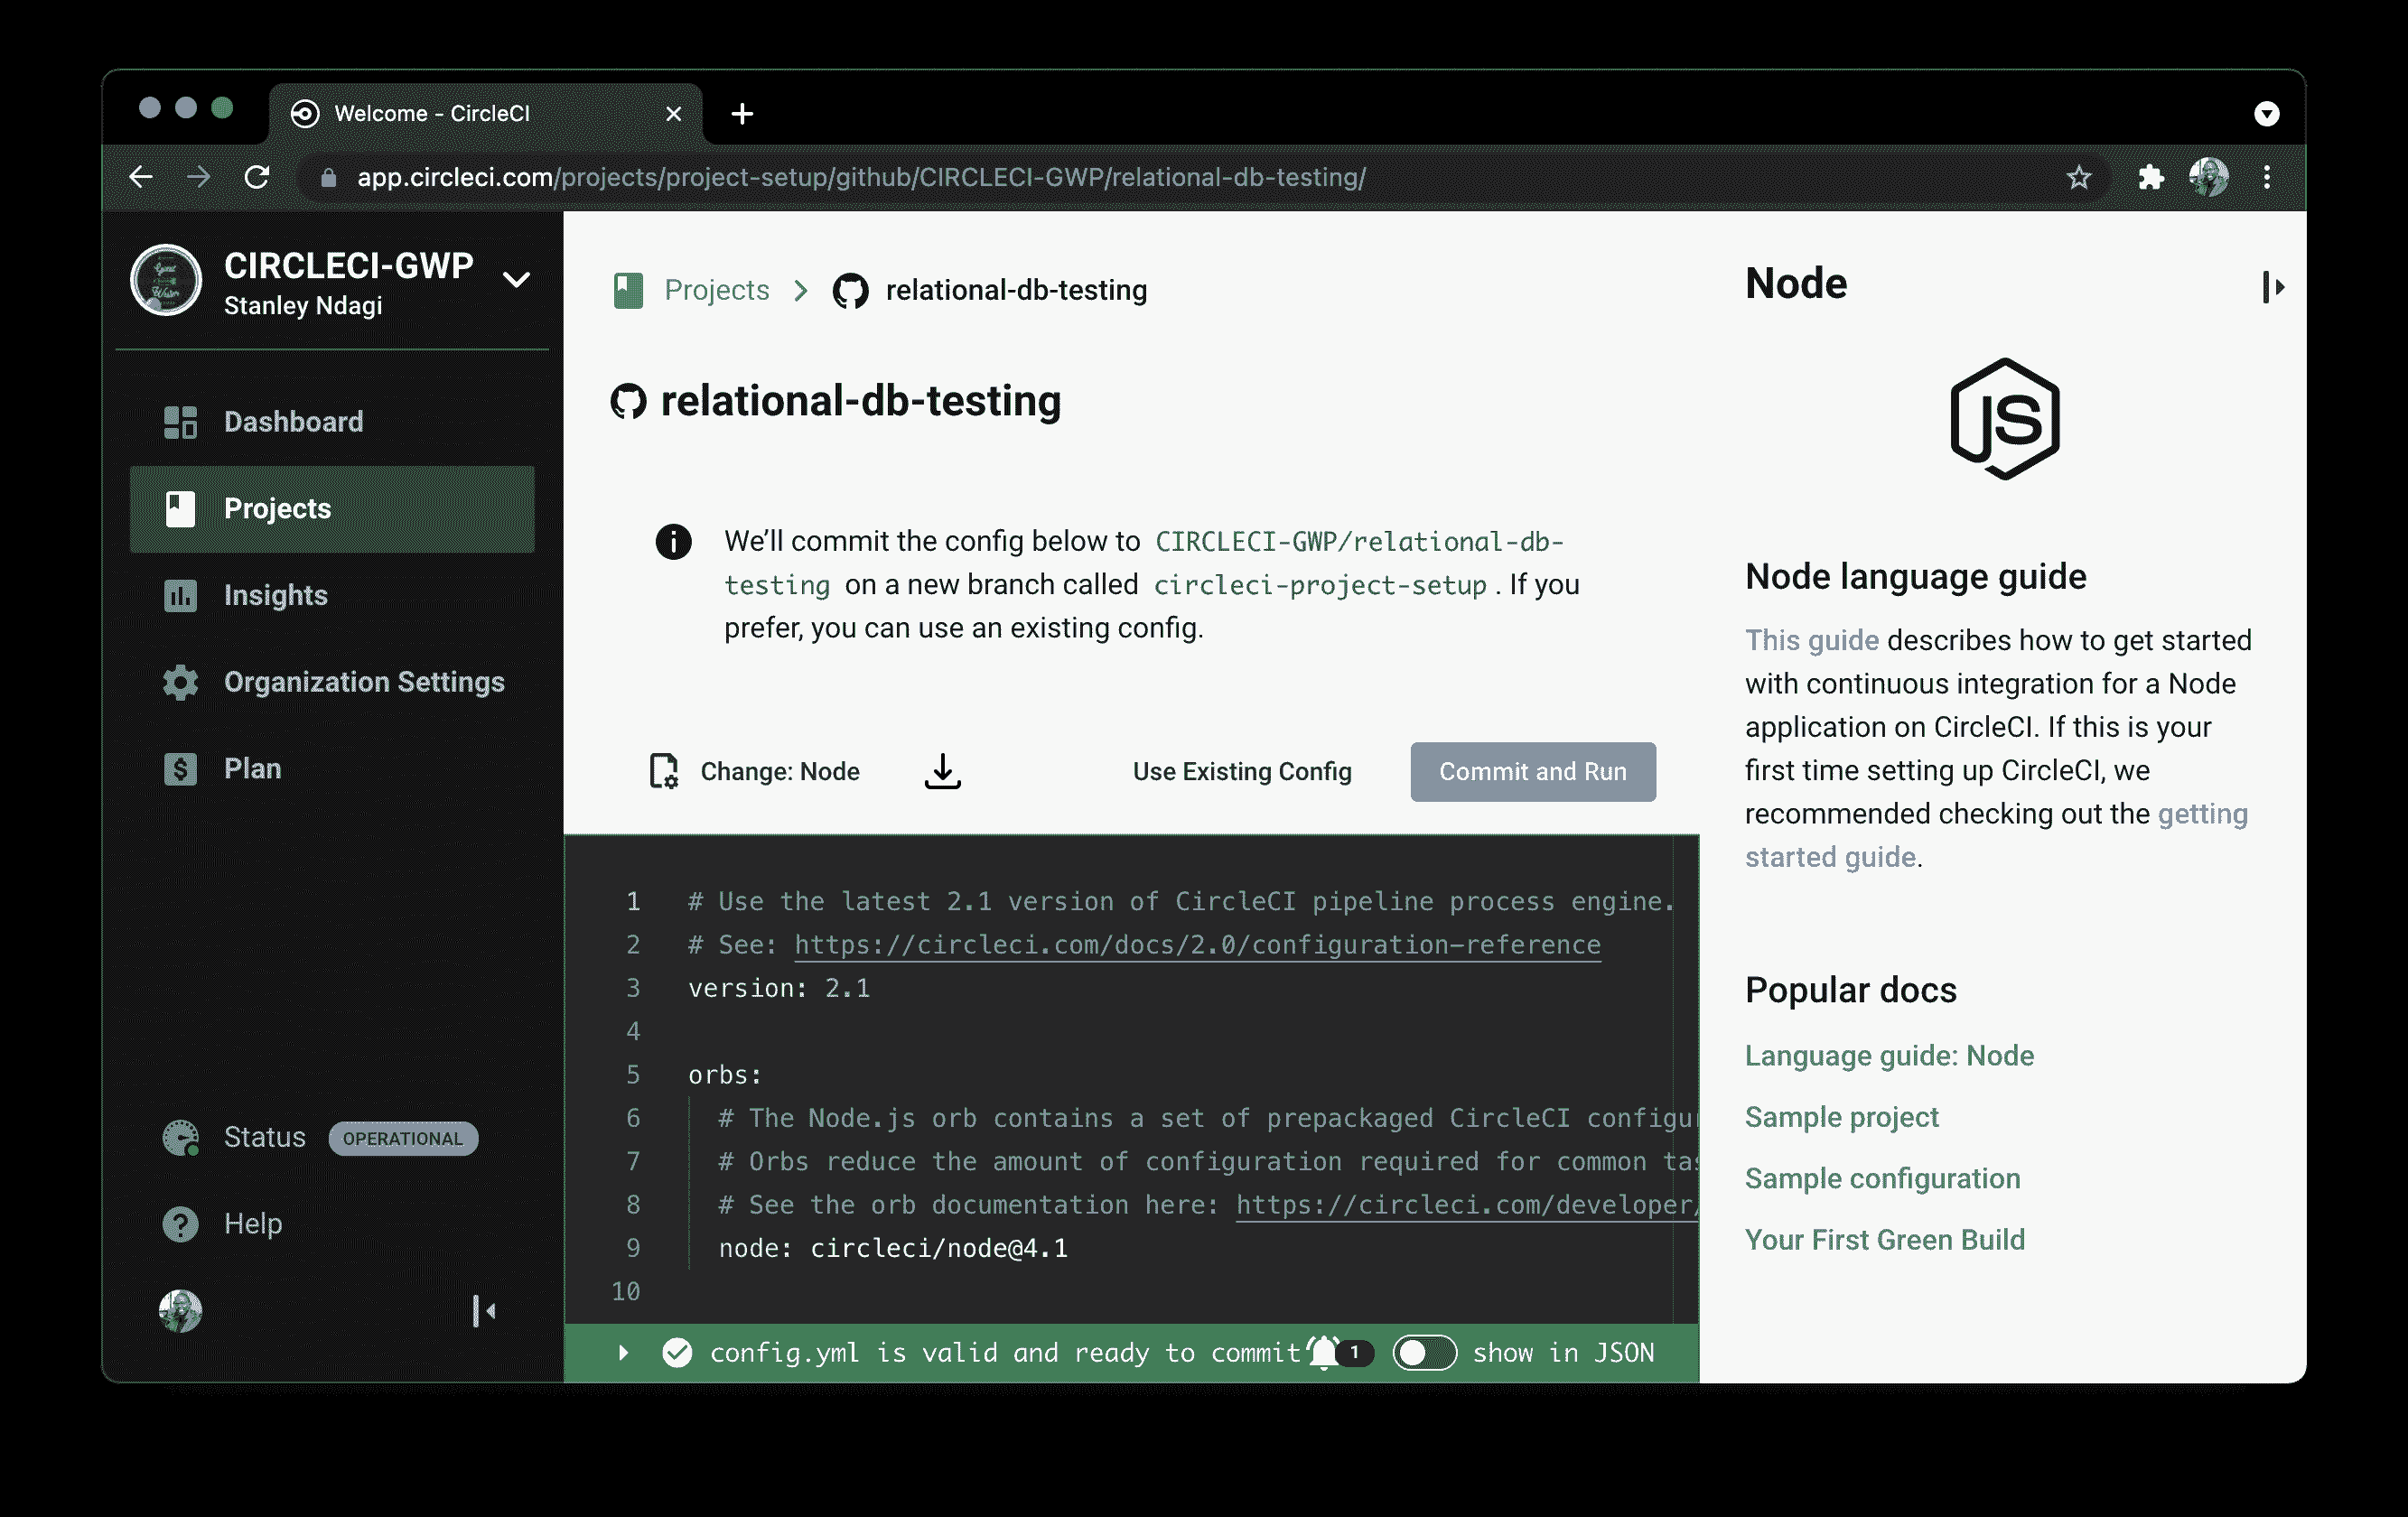 Welcome - CircleCI
app.circleci.com/projects/project-setup/github/CIRCLECI-GWP/relational-db-testing/
CIRCLECI-GWP
Stanley Ndagi
Dashboard
Projects
Insights
Organization Settings
Plan
Status OPERATIONAL
Help
Projects relational-db-testing
relational-db-testing
We’ll commit the config below to CIRCLECI-GWP/relational-db-
testing on a new branch called circleci-project-setup. If you
prefer, you can use an existing config.
Change: Node Use Existing Config Commit and Run
1 # Use the latest 2.1 version of CircleCI pipeline process engine.
2 # See: https://circleci.com/docs/2.0/configuration-reference
3 version: 2.1
4
5 orbs:
6 # The Node.js orb contains a set of prepackaged CircleCI configu
7 # Orbs reduce the amount of configuration required for common ta
8 # See the orb documentation here: https://circleci.com/developer/
9 node: circleci/node@4.1
10
config.yml is valid and ready to commit 1 show in JSON
Node
JS
Node language guide
This guide describes how to get started
with continuous integration for a Node
application on CircleCI. If this is your
first time setting up CircleCI, we
recommended checking out the getting
started guide.
Popular docs
Language guide: Node
Sample project
Sample configuration
Your First Green Build